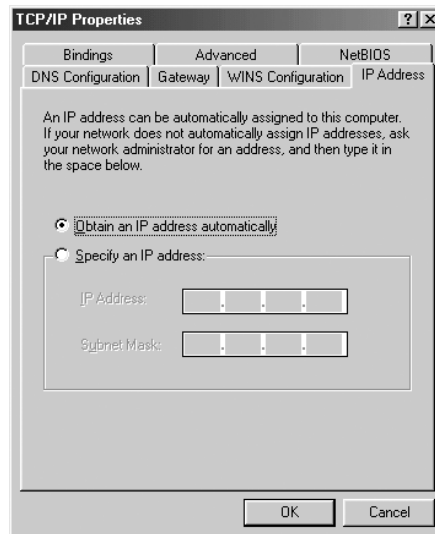 TCP/IP Properties
Bindings Advanced NetBIOS
DNS Configuration Gateway WINS Configuration IP Address
An IP address can be automatically assigned to this computer.
If your network does not automatically assign IP addresses, ask
your network administrator for an address, and then type it in
the space below.
Obtain an IP address automatically
Specify an IP address:
IP Address:
Subnet Mask:
OK Cancel